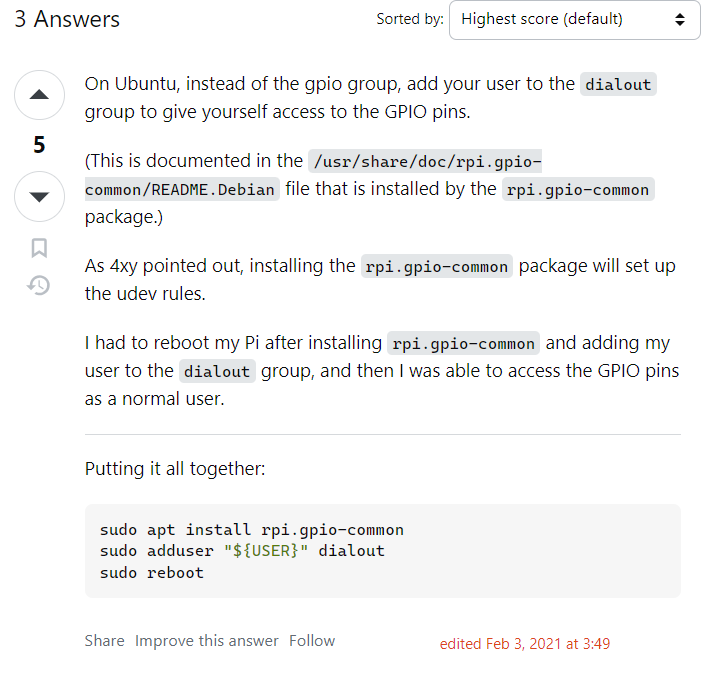 3 Answers
Sorted by:
Highest score (default)
On Ubuntu, instead of the gpio group, add your user to the dialout
group to give yourself access to the GPIO pins.
5
(This is documented in the /usr/share/doc/rpi.gpio-
common/README.Debian file that is installed by the rpi.gpio-common
package.)
As 4xy pointed out, installing the rpi.gpio-common package will set up
the udev rules.
I had to reboot my Pi after installing rpi.gpio-common and adding my
user to the dialout group, and then I was able to access the GPIO pins
as a normal user.
Putting it all together:
sudo apt install rpi.gpio-common
sudo adduser "${USER}" dialout
sudo reboot
Share Improve this answer Follow
edited Feb 3, 2021 at 3:49